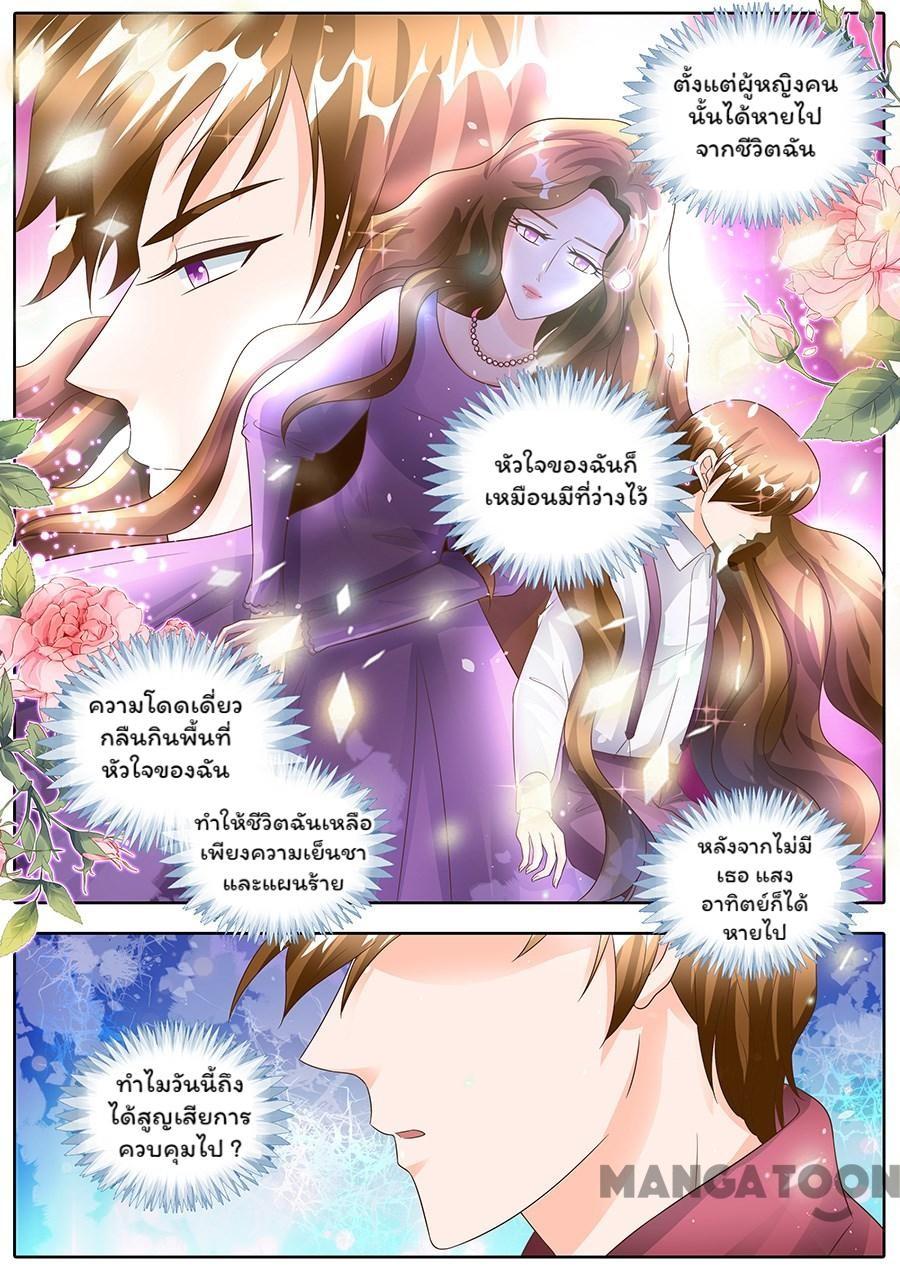 ตั้งแต่ผู้หญิงคน
นั้นได้หายไป
จากชีวิตฉัน
หัวใจของฉันก็
เหมือนมีที่ว่างไว้
ความโดดเดี่ยว
กลืนกินพื้นที่
หัวใจของฉัน
ทำให้ชีวิตฉันเหลือ
เพียงความเย็นชา
และแผนร้าย
หลังจากไม่มี
เธอ แสง
อาทิตย์ก็ได้
หายไป
ทำไมวันนี้ถึง
ได้สูญเสียการ
ควบคุมไป ?
MANGATOON